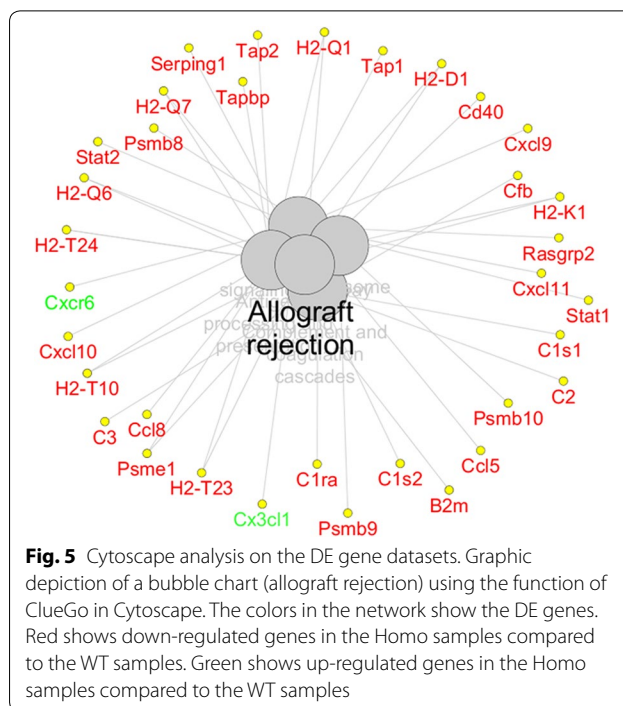 Tap2
H2-Q1
Serping1
Tap1
Tapbp
H2-D1
H2-Q7
Cd40
Psmb8
Cxcl9
Stat2
Cfb
H2-Q6
H2-K1
H2-T24
Rasgrp2
Cxcr6
Cxcl11
Stat1
Allograft
rejection
processing
Complement and
coagulation
cascades
Cxcl10
C1s1
H2-T10
C2
Psmb10
C3
Ccl8
Psme1
Ccl5
H2-T23
C1ra
C1s2
B2m
Cx3cl1
Psmb9
Fig. 5 Cytoscape analysis on the DE gene datasets. Graphic
depiction of a bubble chart (allograft rejection) using the function of
ClueGo in Cytoscape. The colors in the network show the DE genes.
Red shows down-regulated genes in the Homo samples compared
to the WT samples. Green shows up-regulated genes in the Homo
samples compared to the WT samples